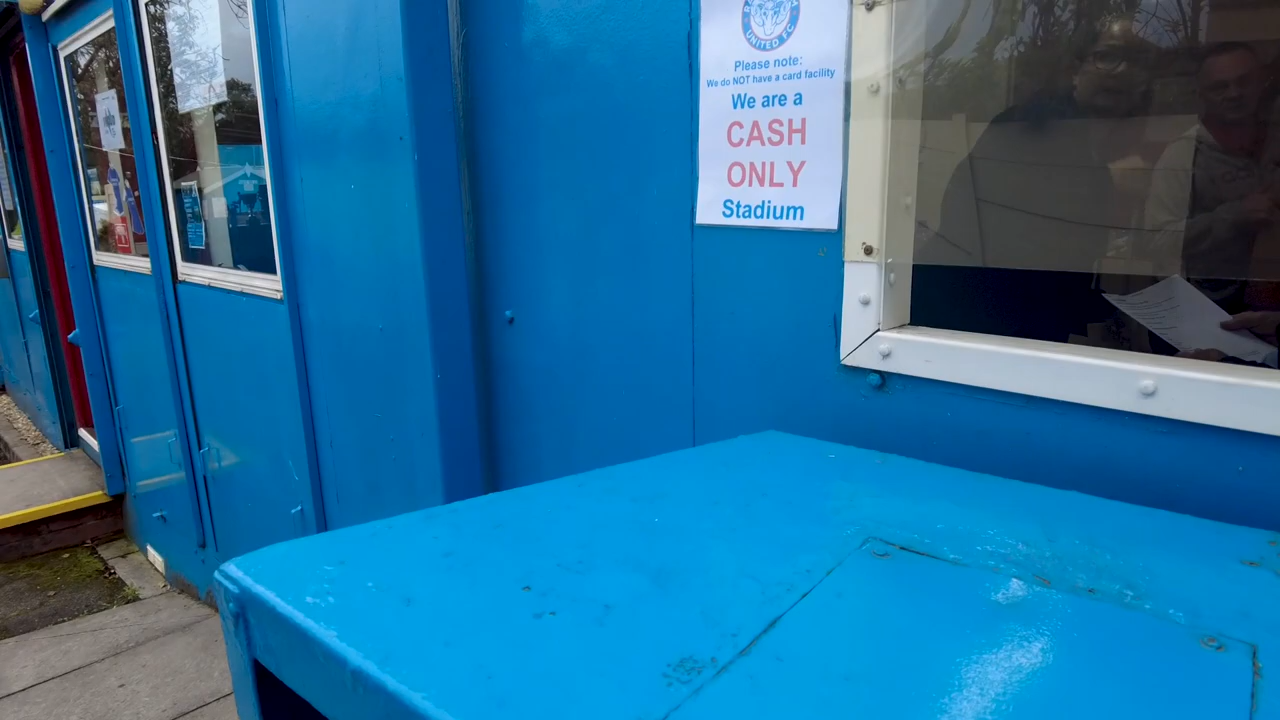 UNITED FC
Please note:
We do NOT have a card facility
We are a
CASH
ONLY
Stadium